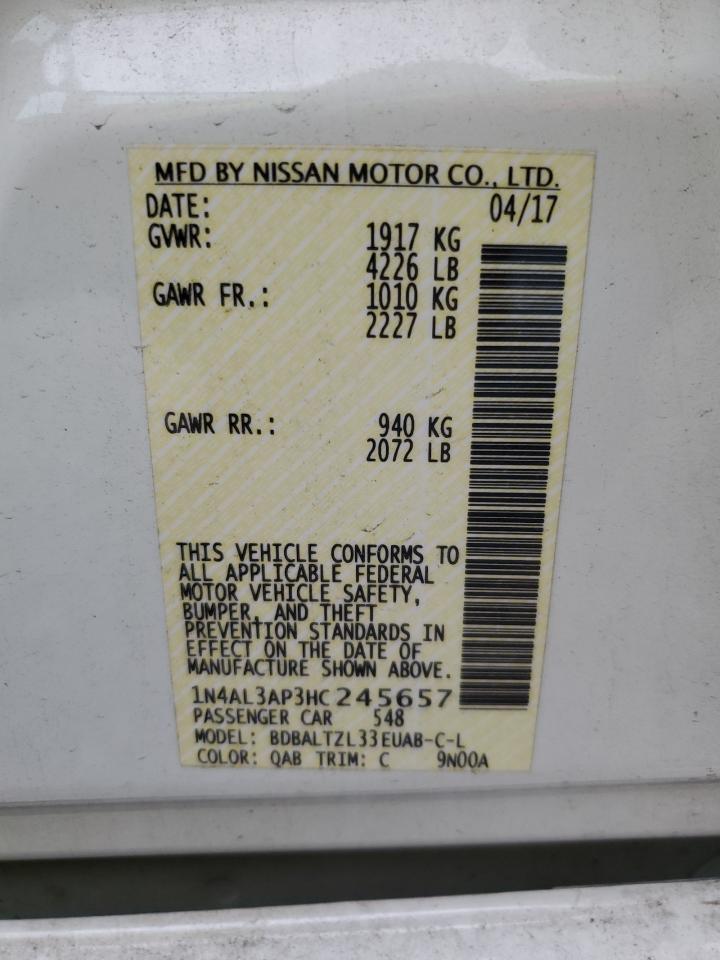 MFD BY NISSAN MOTOR CO., LTD.
DATE: 04/17
GVWR: 1917 KG
4226 LB
GAWR FR.: 1010 KG
2227 LB
GAWR RR.: 940 KG
2072 LB
THIS VEHICLE CONFORMS TO
ALL APPLICABLE FEDERAL
MOTOR VEHICLE SAFETY,
BUMPER, AND THEFT
PREVENTION STANDARDS IN
EFFECT ON THE DATE OF
MANUFACTURE SHOWN ABOVE.
1N4AL3AP3HC245657
PASSENGER CAR 548
MODEL: BDBALTZL33EUAB-C-L
COLOR: QAB TRIM: C 9N00A